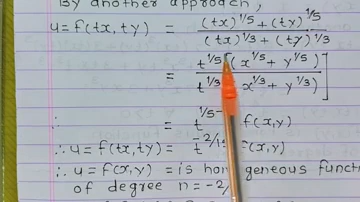 By another approach,
u = f(tx, ty) = (tx)^1/5 + (ty)^1/5 / (tx)^1/3 + (ty)^1/3
= t^1/5 (x^1/5 + y^1/5) / t^1/3 x^1/3 + y^1/3) ]
∴ = t^1/5- f(x,y)
∴ u = f(tx, ty) = t^-2/1 (x,y)
∴ u = f(x,y) = is homogeneous function
of degree n = -2/